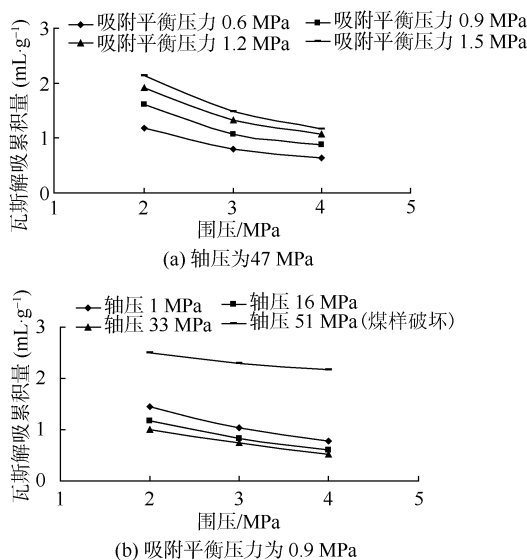 吸附平衡压力 0.6 MPa 吸附平衡压力 0.9 MPa
吸附平衡压力 1.2 MPa 吸附平衡压力 1.5 MPa
瓦斯解吸累积量 (mL·g⁻¹)
3
2
1
0
1 2 3 4 5
围压/MPa
(a) 轴压为47 MPa
轴压 1 MPa 轴压 16 MPa
轴压 33 MPa 轴压 51 MPa(煤样破坏)
瓦斯解吸累积量 (mL·g⁻¹)
3
2
1
0
1 2 3 4 5
围压/MPa
(b) 吸附平衡压力为 0.9 MPa